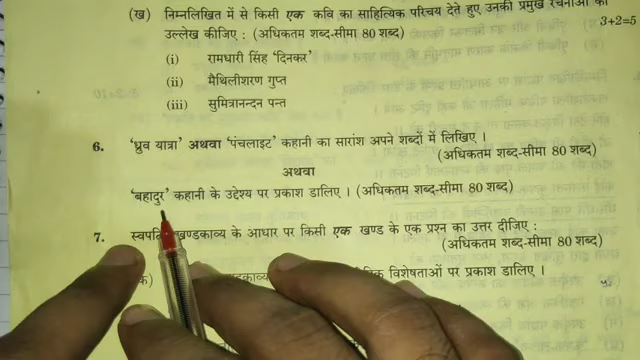 (ख) निम्नलिखित में से किसी एक कवि का साहित्यिक परिचय देते हुए उनकी प्रमुख रचनाओं का
उल्लेख कीजिए : (अधिकतम शब्द-सीमा 80 शब्द) 3+2=5
(i) रामधारी सिंह 'दिनकर'
(ii) मैथिलीशरण गुप्त
(iii) सुमित्रानन्दन पन्त
6. 'ध्रुव यात्रा' अथवा 'पंचलाइट' कहानी का सारांश अपने शब्दों में लिखिए ।
(अधिकतम शब्द-सीमा 80 शब्द)
अथवा
'बहादुर' कहानी के उद्देश्य पर प्रकाश डालिए । (अधिकतम शब्द-सीमा 80 शब्द)
7. खण्डकाव्य के आधार पर किसी एक खण्ड के एक प्रश्न का उत्तर दीजिए :
(अधिकतम शब्द-सीमा 80 शब्द)
विशेषताओं पर प्रकाश डालिए ।